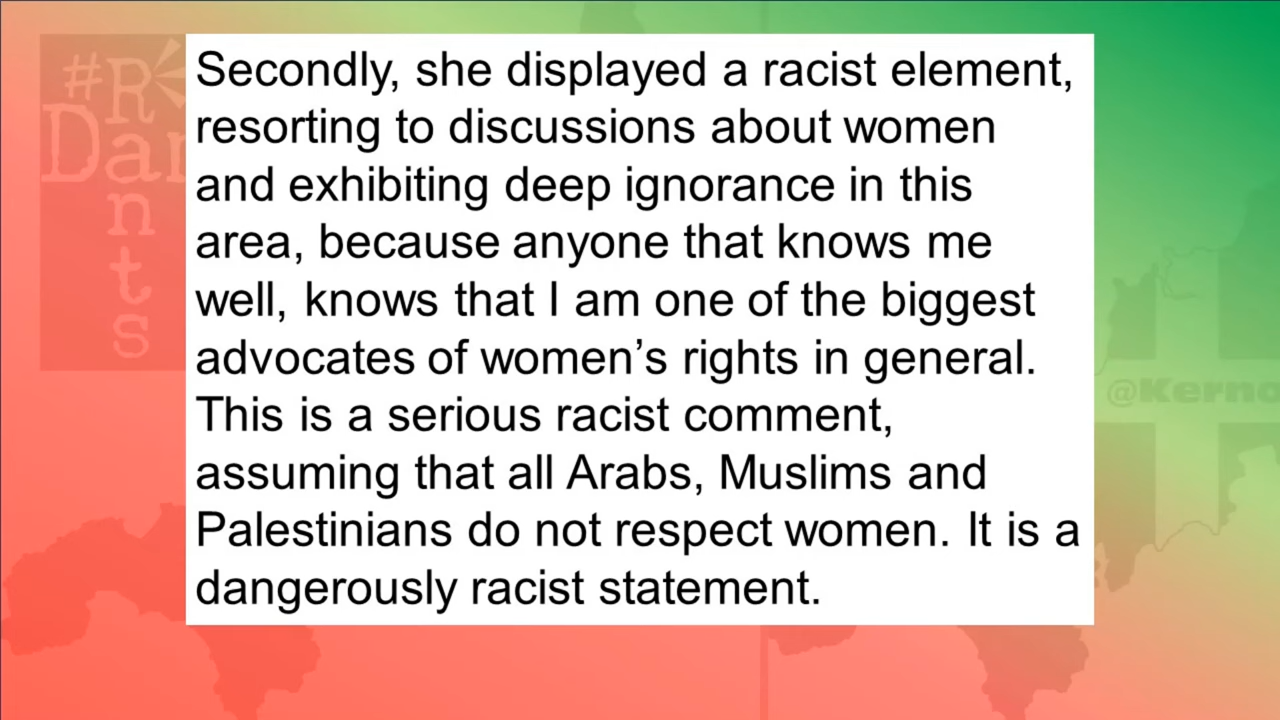 #R
Dan
n
t
s
Secondly, she displayed a racist element,
resorting to discussions about women
and exhibiting deep ignorance in this
area, because anyone that knows me
well, knows that I am one of the biggest
advocates of women’s rights in general.
This is a serious racist comment,
assuming that all Arabs, Muslims and
Palestinians do not respect women. It is a
dangerously racist statement.
@Kerno